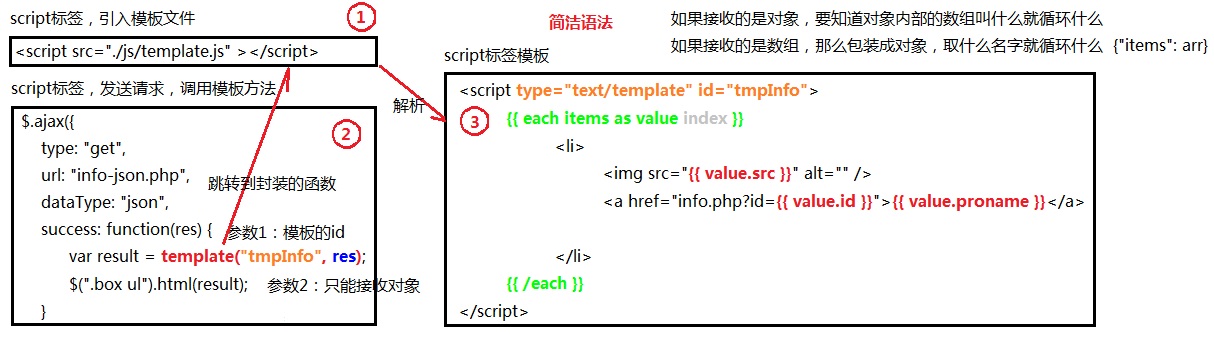 script标签，引入模板文件
①
<script src="./js/template.js" ></script>
script标签，发送请求，调用模板方法
②
$.ajax({
type: "get",
url: "info-json.php",
跳转到封装的函数
dataType: "json",
success: function(res) {
参数1：模板的id
var result = template("tmpInfo", res);
$(".box ul").html(result);
参数2：只能接收对象
}
解析
简洁语法
如果接收的是对象，要知道对象内部的数组叫什么就循环什么
如果接收的是数组，那么包装成对象，取什么名字就循环什么 {"items": arr}
script标签模板
③
<script type="text/template" id="tmpInfo">
{{ each items as value index }}
<li>
<img src="{{ value.src }}" alt="" />
<a href="info.php?id={{ value.id }}">{{ value.proname }}</a>
</li>
{{ /each }}
</script>